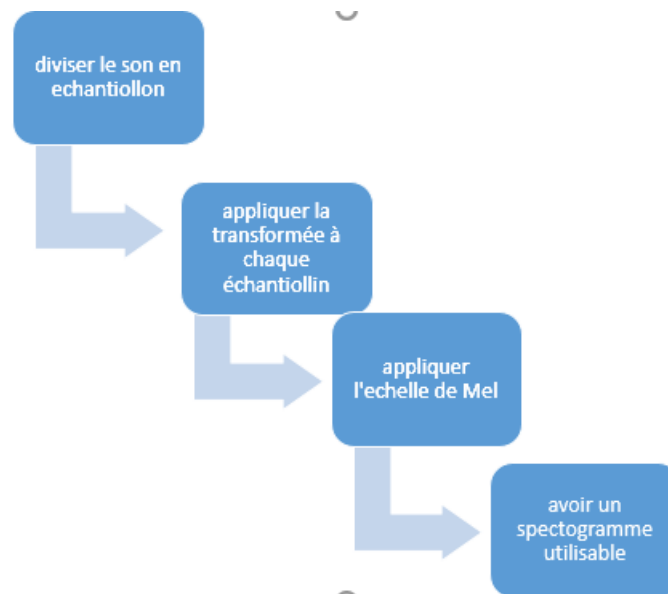 diviser le son en
echantiollon
appliquer la
transformée à
chaque
échantiollin
appliquer
l'echelle de Mel
avoir un
spectogramme
utilisable